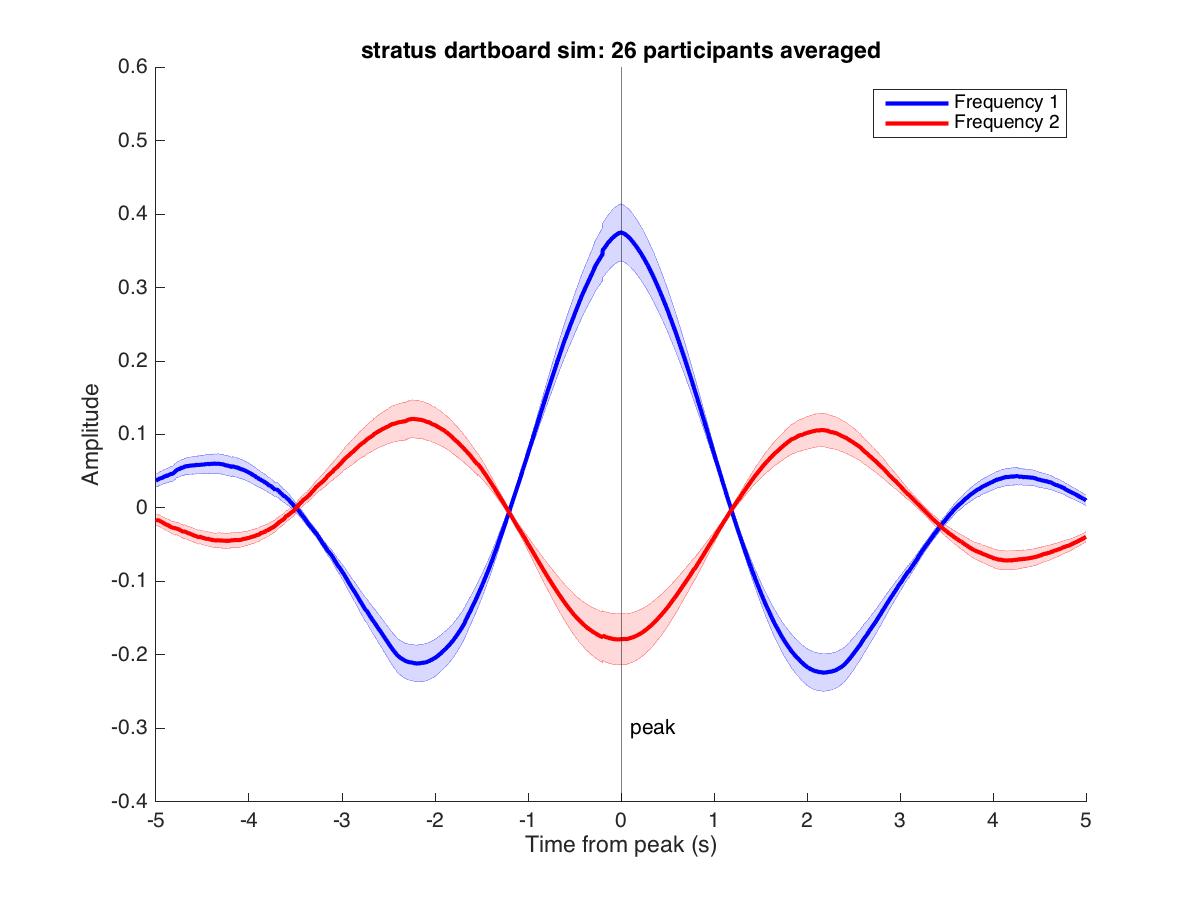 stratus dartboard sim: 26 participants averaged
0.6
0.5
0.4
0.3
0.2
0.1
0
-0.1
-0.2
-0.3
-0.4
Amplitude
Frequency 1
Frequency 2
peak
-5 -4 -3 -2 -1 0 1 2 3 4 5
Time from peak (s)